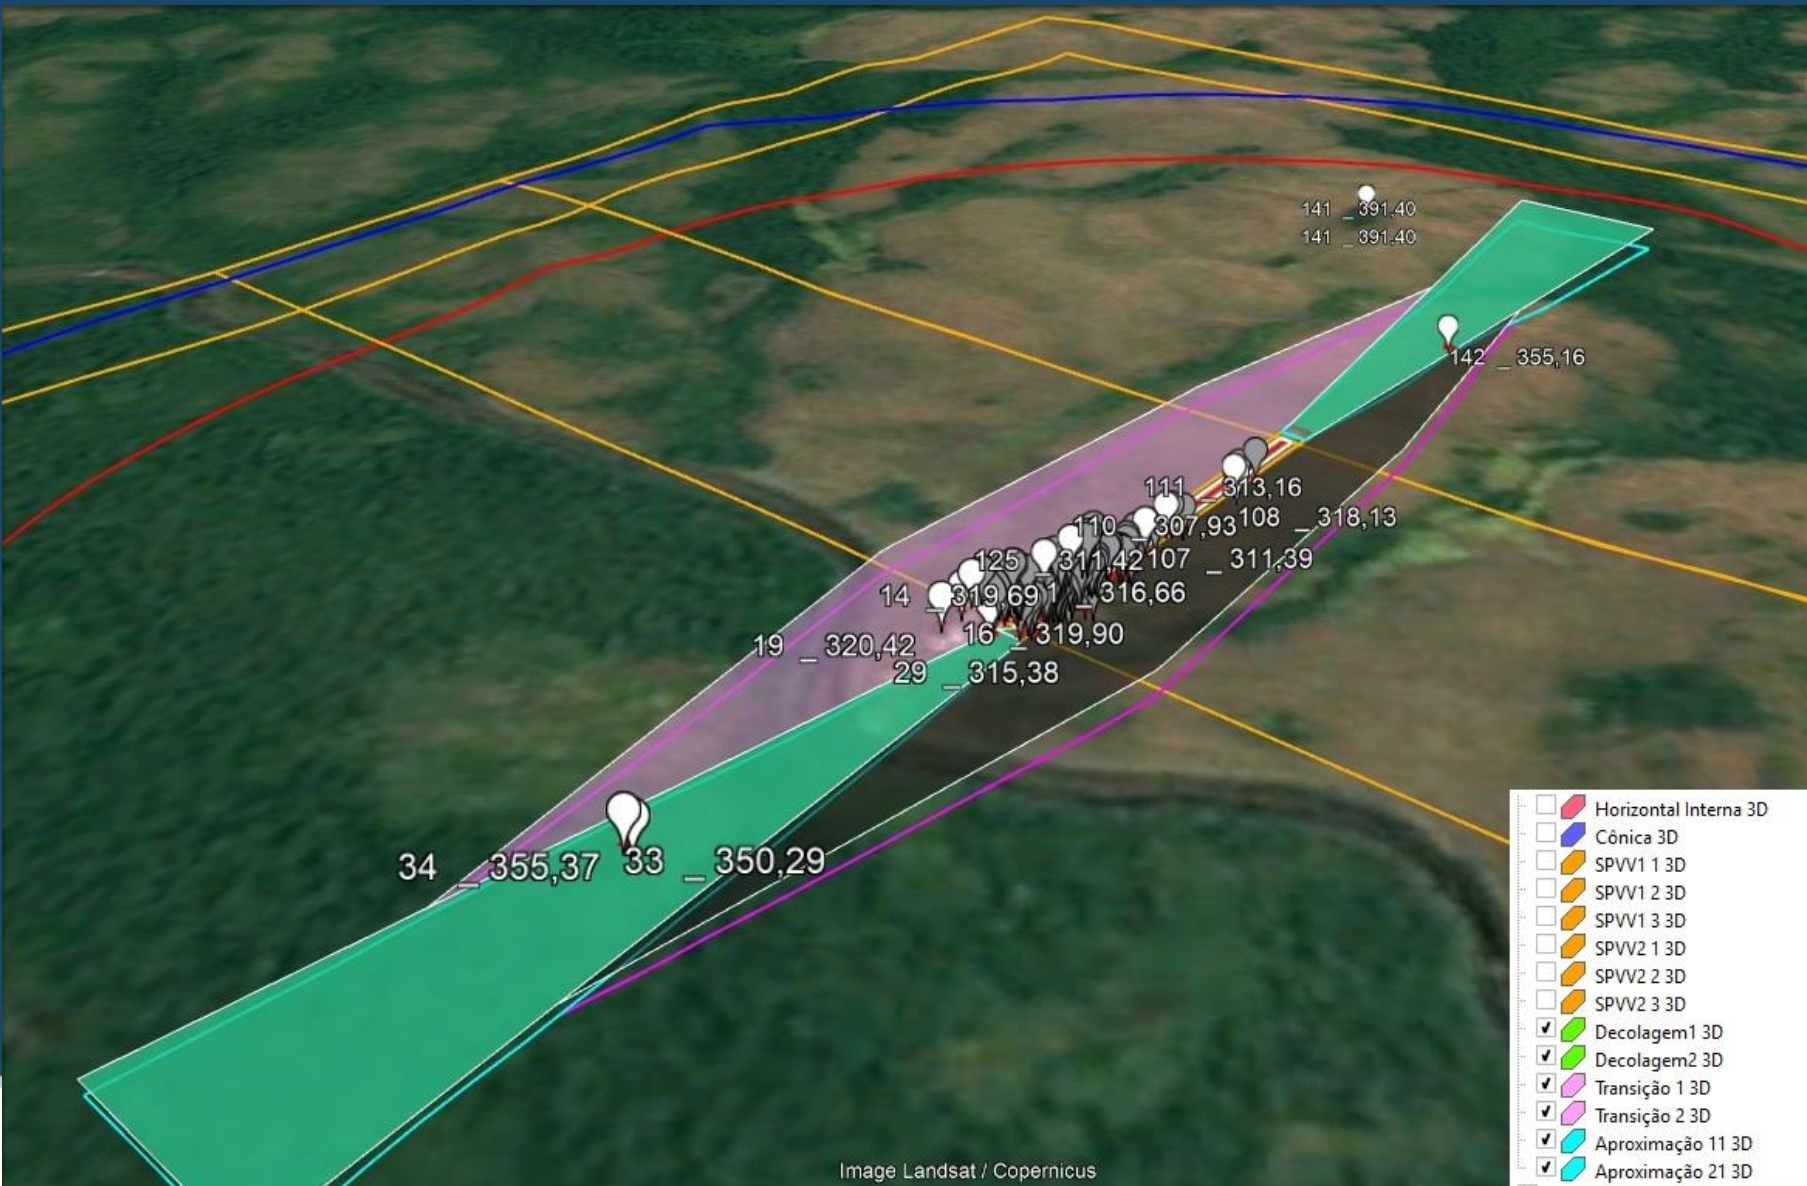 141 _ 391,40
141 _ 391,40
142 _ 355,16
111 _ 313,16
110 _ 307,93
108 _ 318,13
125 _ 311,42
107 _ 311,39
14 _ 319,69
1 _ 316,66
16 _ 319,90
19 _ 320,42
29 _ 315,38
34 _ 355,37
33 _ 350,29
Horizontal Interna 3D
Cônica 3D
SPVV1 1 3D
SPVV1 2 3D
SPVV1 3 3D
SPVV2 1 3D
SPVV2 2 3D
SPVV2 3 3D
Decolagem1 3D
Decolagem2 3D
Transição 1 3D
Transição 2 3D
Aproximação 11 3D
Aproximação 21 3D
Image Landsat / Copernicus